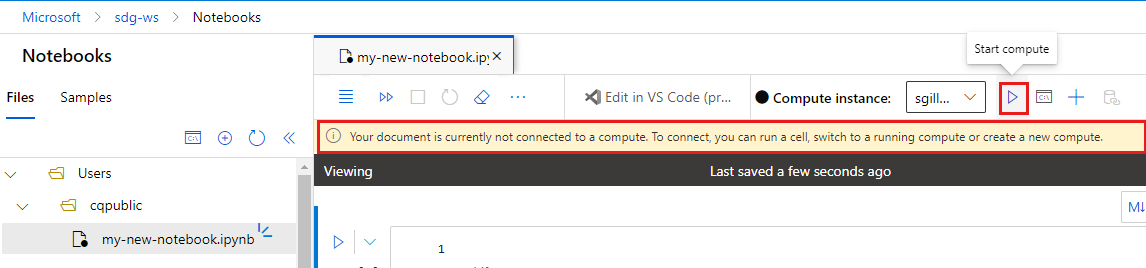 Microsoft > sdg-ws > Notebooks
Notebooks
Files Samples
Users
cqpublic
my-new-notebook.ipynb
my-new-notebook.ipy
Start compute
Edit in VS Code (pr... Compute instance: sgill...
Your document is currently not connected to a compute. To connect, you can run a cell, switch to a running compute or create a new compute.
Viewing Last saved a few seconds ago
M↓
1